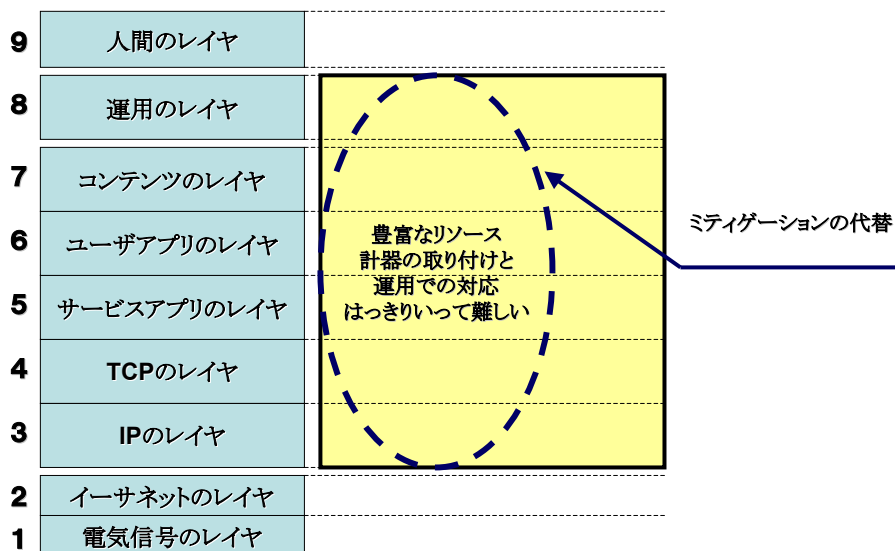 9 人間のレイヤ
8 運用のレイヤ
7 コンテンツのレイヤ
6 ユーザアプリのレイヤ
5 サービスアプリのレイヤ
4 TCPのレイヤ
3 IPのレイヤ
2 イーサネットのレイヤ
1 電気信号のレイヤ
豊富なリソース
計器の取り付けと
運用での対応
はっきりいって難しい
ミティゲーションの代替